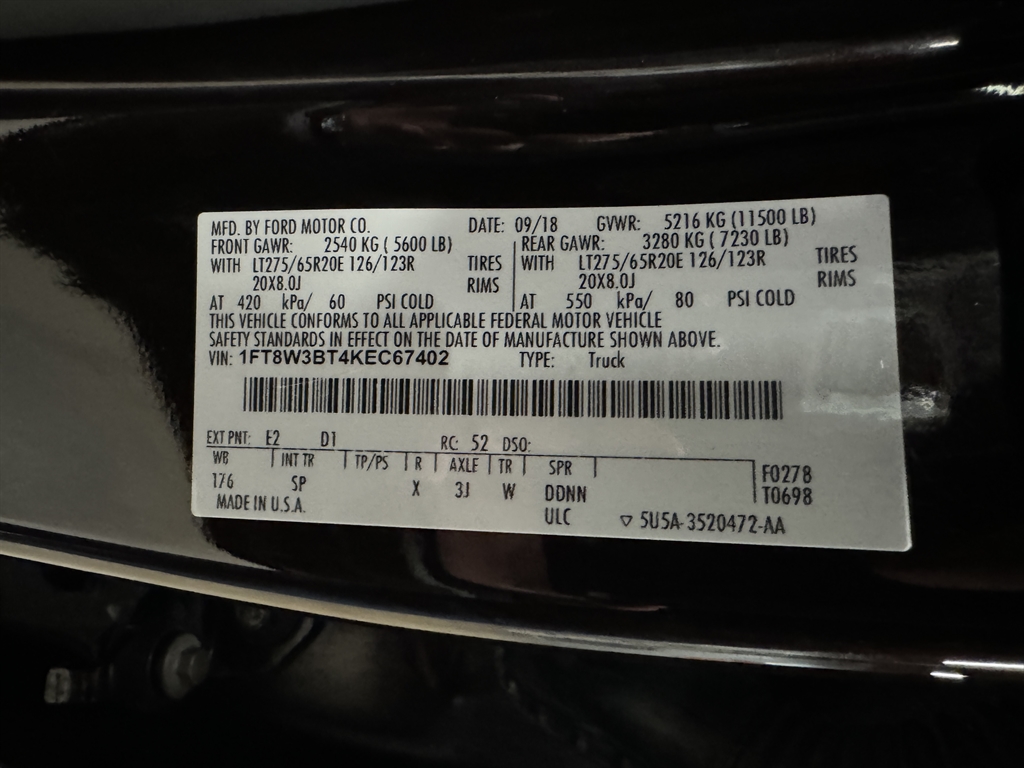 MFD. BY FORD MOTOR CO. DATE: 09/18 GVWR: 5216 KG (11500 LB)
FRONT GAWR: 2540 KG ( 5600 LB) REAR GAWR: 3280 KG ( 7230 LB)
WITH LT275/65R20E 126/123R TIRES WITH LT275/65R20E 126/123R TIRES
20X8.0J RIMS 20X8.0J RIMS
AT 420 kPa/ 60 PSI COLD AT 550 kPa/ 80 PSI COLD
THIS VEHICLE CONFORMS TO ALL APPLICABLE FEDERAL MOTOR VEHICLE
SAFETY STANDARDS IN EFFECT ON THE DATE OF MANUFACTURE SHOWN ABOVE.
VIN: 1FT8W3BT4KEC67402 TYPE: Truck
EXT PNT: E2 D1 RC: 52 DSO:
WB INT TR TP/PS R AXLE TR SPR F0278
176 SP X 3J W DDNN T0698
MADE IN U.S.A. ULC ▽ 5U5A-3520472-AA